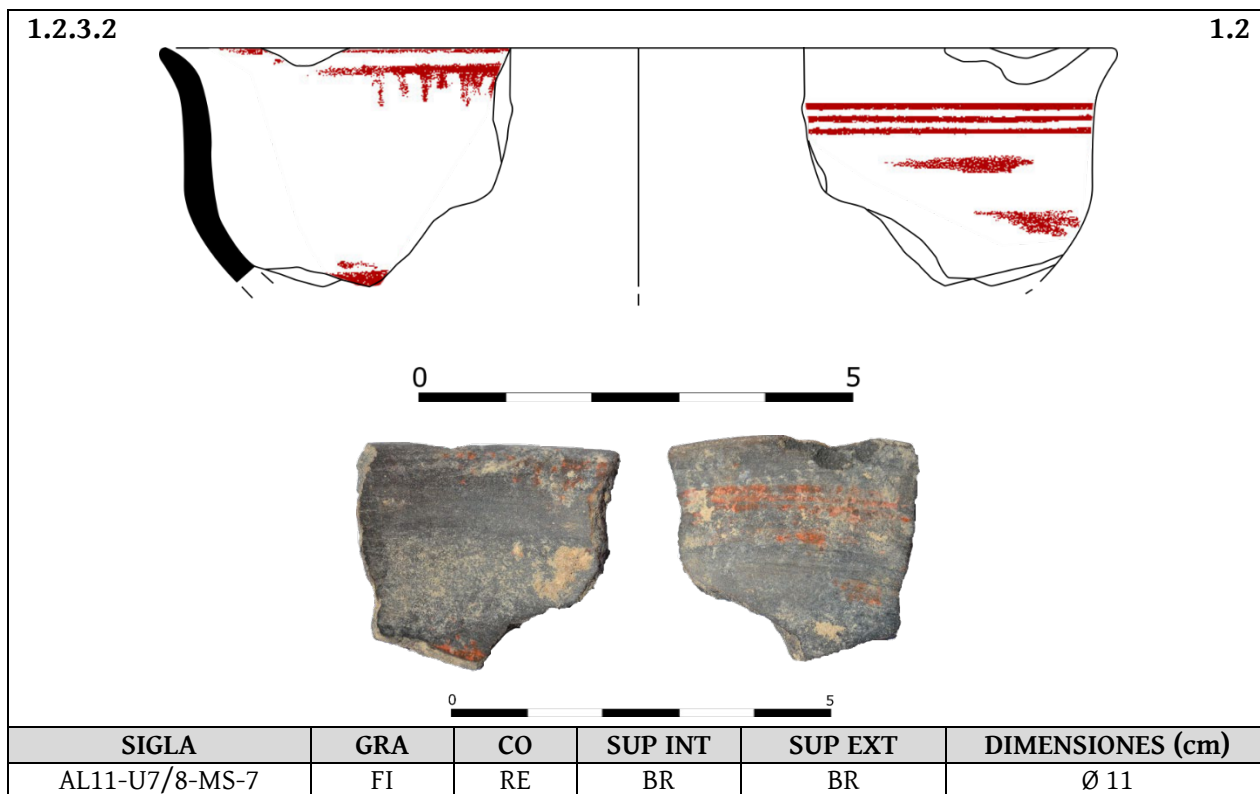 1.2.3.2 1.2
0 5
0 5
SIGLA GRA CO SUP INT SUP EXT DIMENSIONES (cm)
AL11-U7/8-MS-7 FI RE BR BR Ø 11